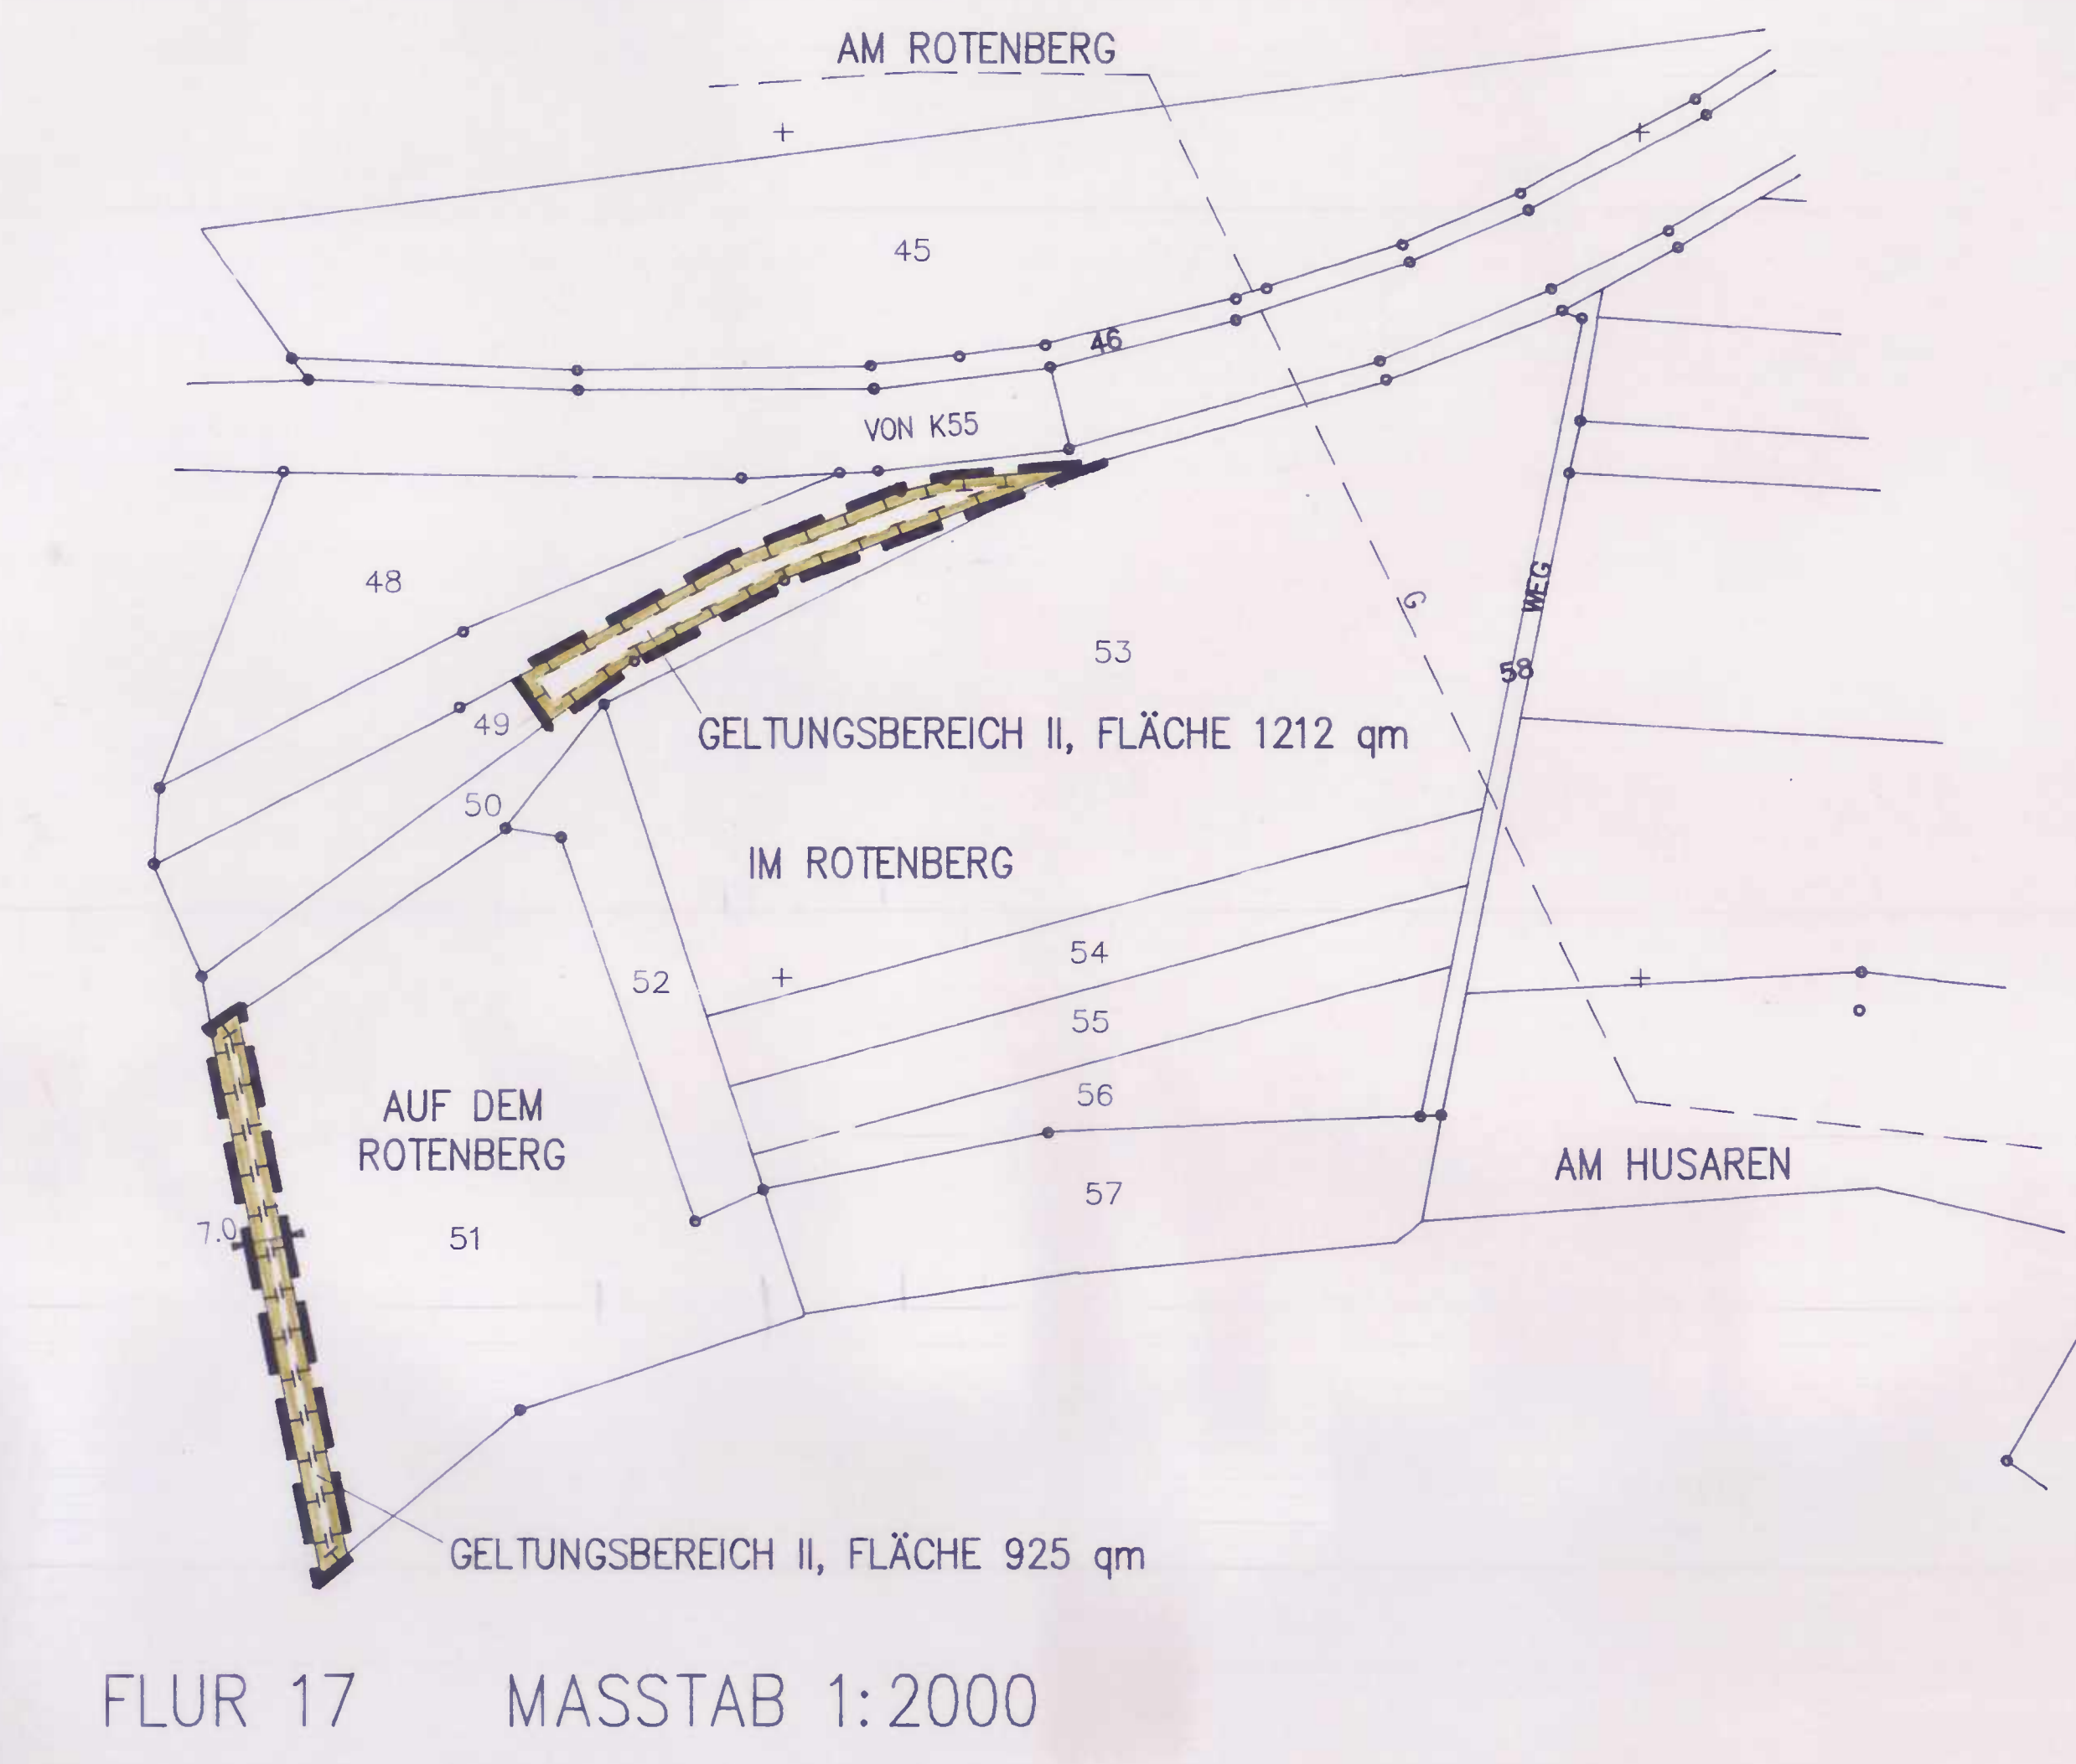 AM ROTENBERG
45
46
VON K55
48
WEG
G
53
58
49
GELTUNGSBEREICH II, FLÄCHE 1212 qm
50
IM ROTENBERG
54
52
55
56
AUF DEM
ROTENBERG
AM HUSAREN
57
7.0
51
GELTUNGSBEREICH II, FLÄCHE 925 qm
FLUR 17 MASSTAB 1:2000